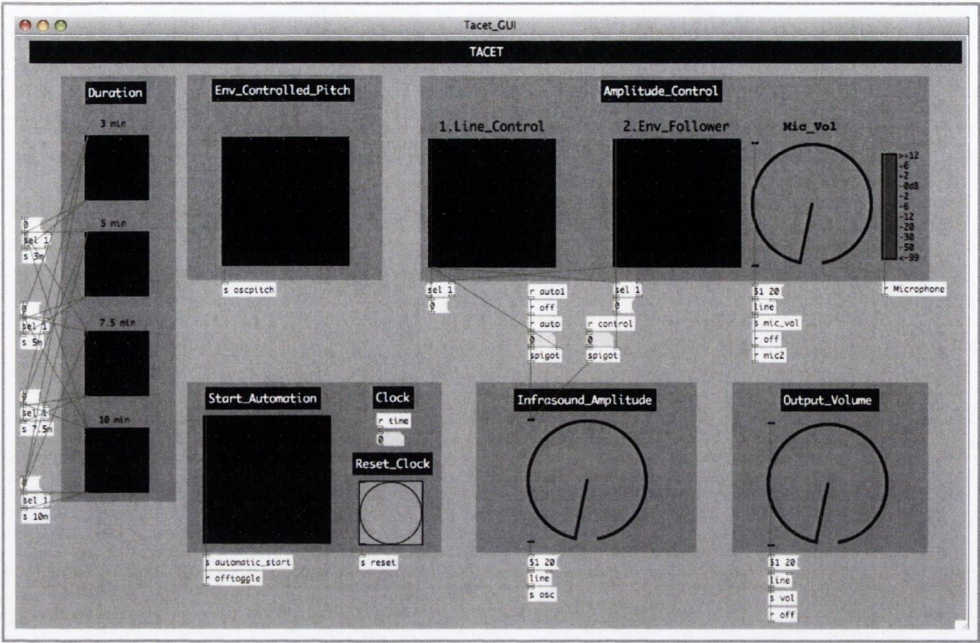 Tacet_GUI
TACET
Duration
3 min
5 min
7.5 min
10 min
0
sel 1
s 3m
0
sel 1
s 5m
0
sel 1
s 7.5m
0
sel 1
s 10m
Env_Controlled_Pitch
s oscpitch
Amplitude_Control
1.Line_Control
2.Env_Follower
Mic_Vol
>-12
-6
-2
-0dB
-2
-6
-12
-20
-30
-50
<-99
sel 1
0
r auto1
r off
r auto
0
spigot
sel 1
0
r control
0
spigot
$1 20
line
s mic_vol
r off
r mic2
r Microphone
Start_Automation
s automatic_start
r offtoggle
Clock
r time
0
Reset_Clock
s reset
Infrasound_Amplitude
$1 20
line
s osc
Output_Volume
$1 20
line
s vol
r off